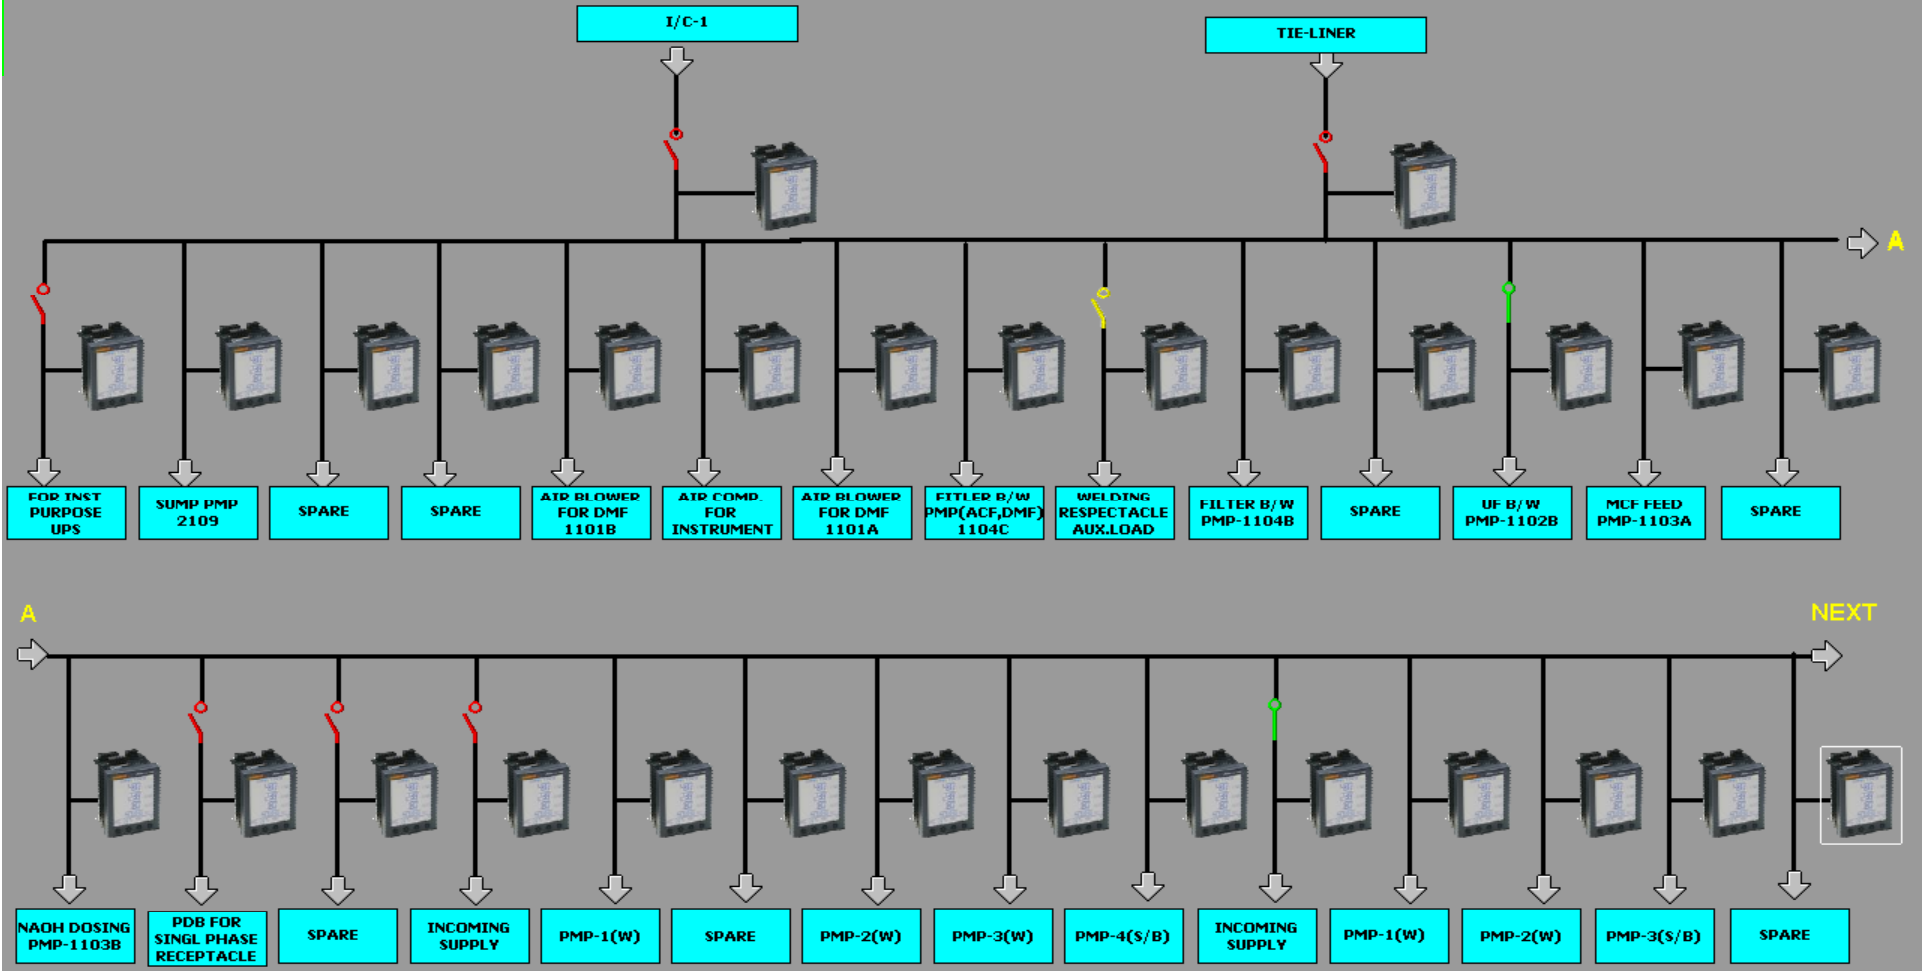 I/C-1
TIE-LINER
A
FOR INST
PURPOSE
UPS
SUMP PMP
2109
SPARE
SPARE
AIR BLOWER
FOR DMF
1101B
AIR COMP.
FOR
INSTRUMENT
AIR BLOWER
FOR DMF
1101A
FITLER B/W
PMP(ACF,DMF)
1104C
WELDING
RESPECTACLE
AUX.LOAD
FILTER B/W
PMP-1104B
SPARE
UF B/W
PMP-1102B
MCF FEED
PMP-1103A
SPARE
A
NEXT
NAOH DOSING
PMP-1103B
PDB FOR
SINGL PHASE
RECEPTACLE
SPARE
INCOMING
SUPPLY
PMP-1(W)
SPARE
PMP-2(W)
PMP-3(W)
PMP-4(S/B)
INCOMING
SUPPLY
PMP-1(W)
PMP-2(W)
PMP-3(S/B)
SPARE